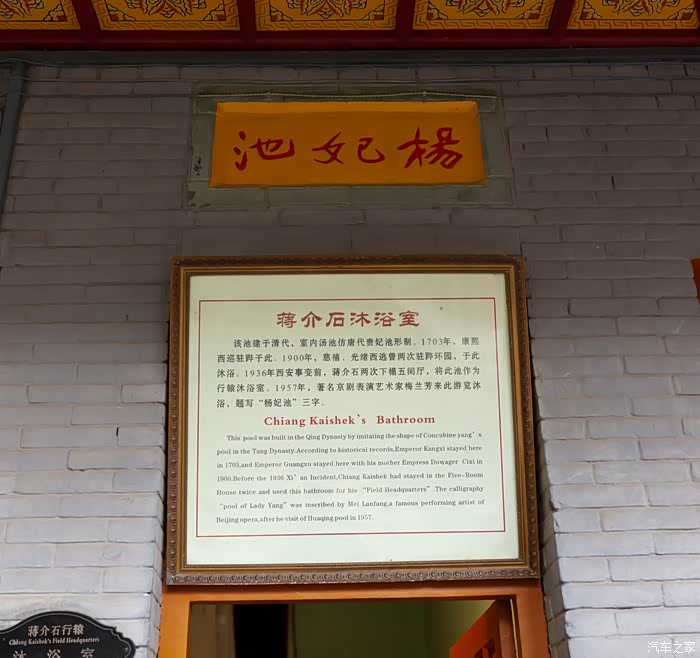 池妃杨
蒋介石沐浴室
该池建于清代，室内汤池仿唐代贵妃池形制。1703年，康熙
西巡驻跸于此。1900年，慈禧、光绪西逃曾两次驻跸环园，于此
沐浴。1936年西安事变前，蒋介石两次下榻五间厅，将此池作为
行辕沐浴室。1957年，著名京剧表演艺术家梅兰芳来此游览沐
浴，题写“杨妃池”三字。
Chiang Kaishek's Bathroom
This pool was built in the Qing Dynasty by imitating the shape of Concubine yang's
pool in the Tang Dynasty.According to historical records,Emperor Kangxi stayed here
in 1703,and Emperor Guangxu stayed here with his mother Empress Dowager Cixi in
1900.Before the 1936 Xi'an Incident,Chiang Kaishek had stayed in the Five-Room
House twice and used this bathroom for his “Field Headquarters”.The calligraphy
“pool of Lady Yang”was inscribed by Mei Lanfang,a famous performing artist of
Beijing opera,after he visit of Huaqing pool in 1957.
蒋介石行辕
Chiang Kaishek's Field Headquarters
沐浴室
汽车之家